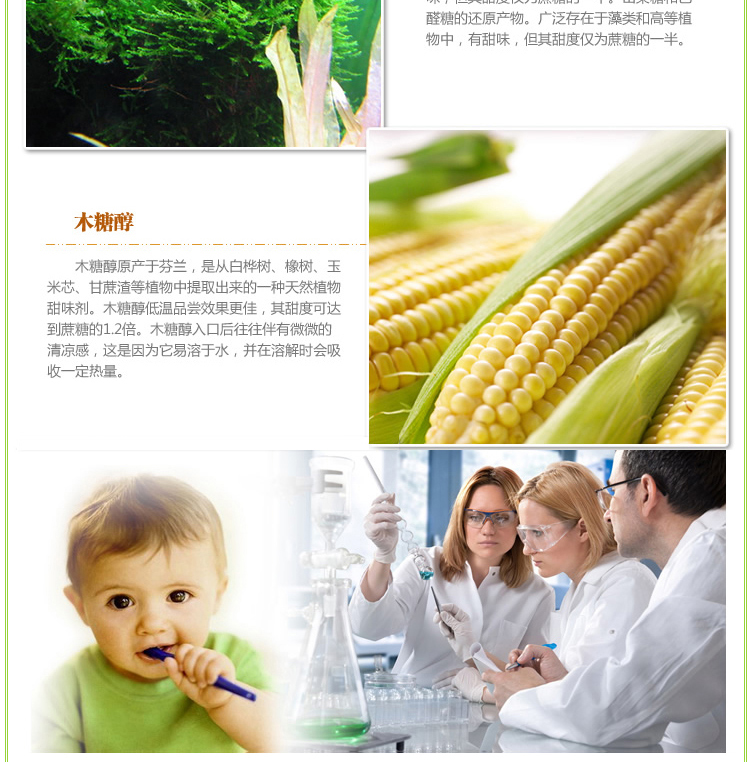 醛糖的还原产物。广泛存在于藻类和高等植
物中，有甜味，但其甜度仅为蔗糖的一半。
木糖醇
木糖醇原产于芬兰，是从白桦树、橡树、玉
米芯、甘蔗渣等植物中提取出来的一种天然植物
甜味剂。木糖醇低温品尝效果更佳，其甜度可达
到蔗糖的1.2倍。木糖醇入口后往往伴有微微的
清凉感，这是因为它易溶于水，并在溶解时会吸
收一定热量。